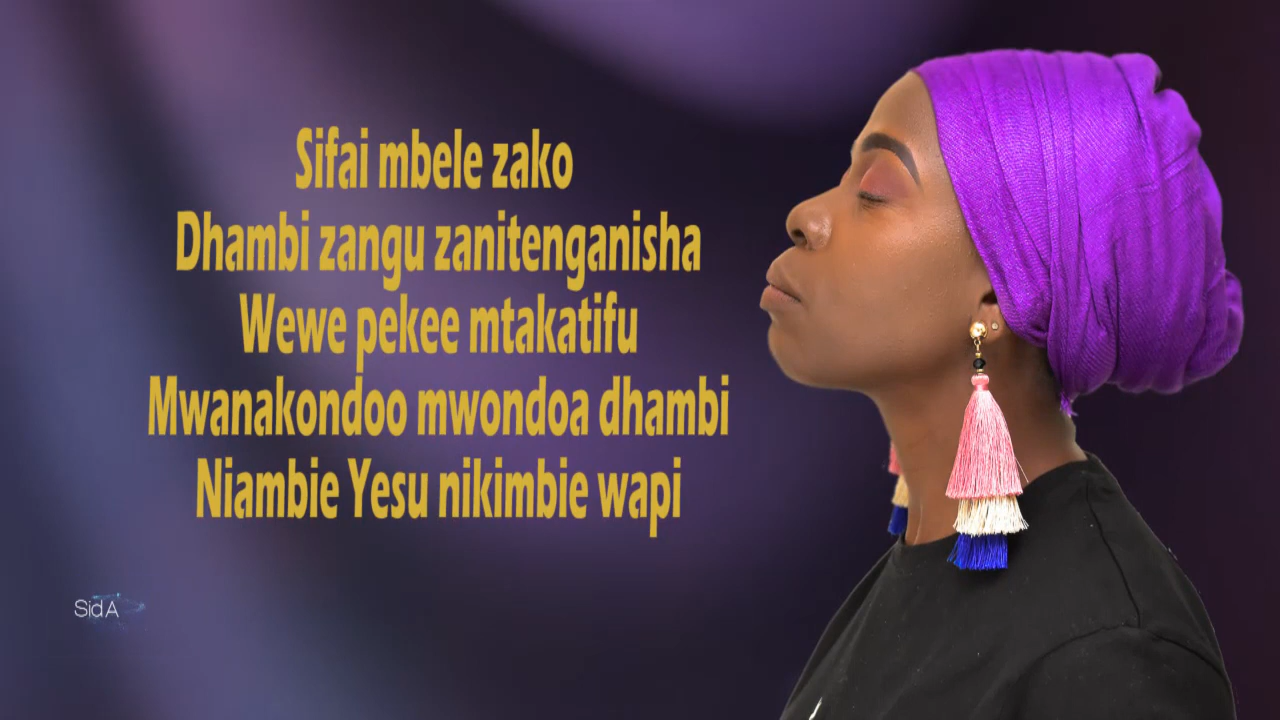 Sifai mbele zako
Dhambi zangu zanitenganisha
Wewe pekee mtakatifu
Mwanakondoo mwondoa dhambi
Niambie Yesu nikimbie wapi
Sid A